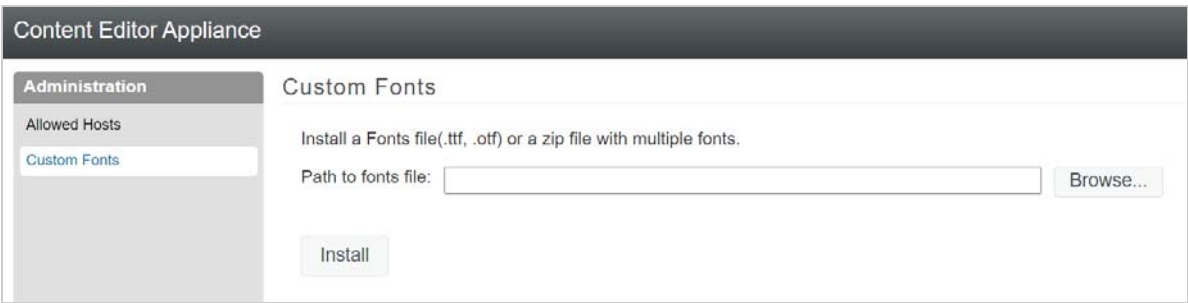 Content Editor Appliance
Administration
Allowed Hosts
Custom Fonts
Custom Fonts
Install a Fonts file(.ttf, .otf) or a zip file with multiple fonts.
Path to fonts file:
Browse...
Install